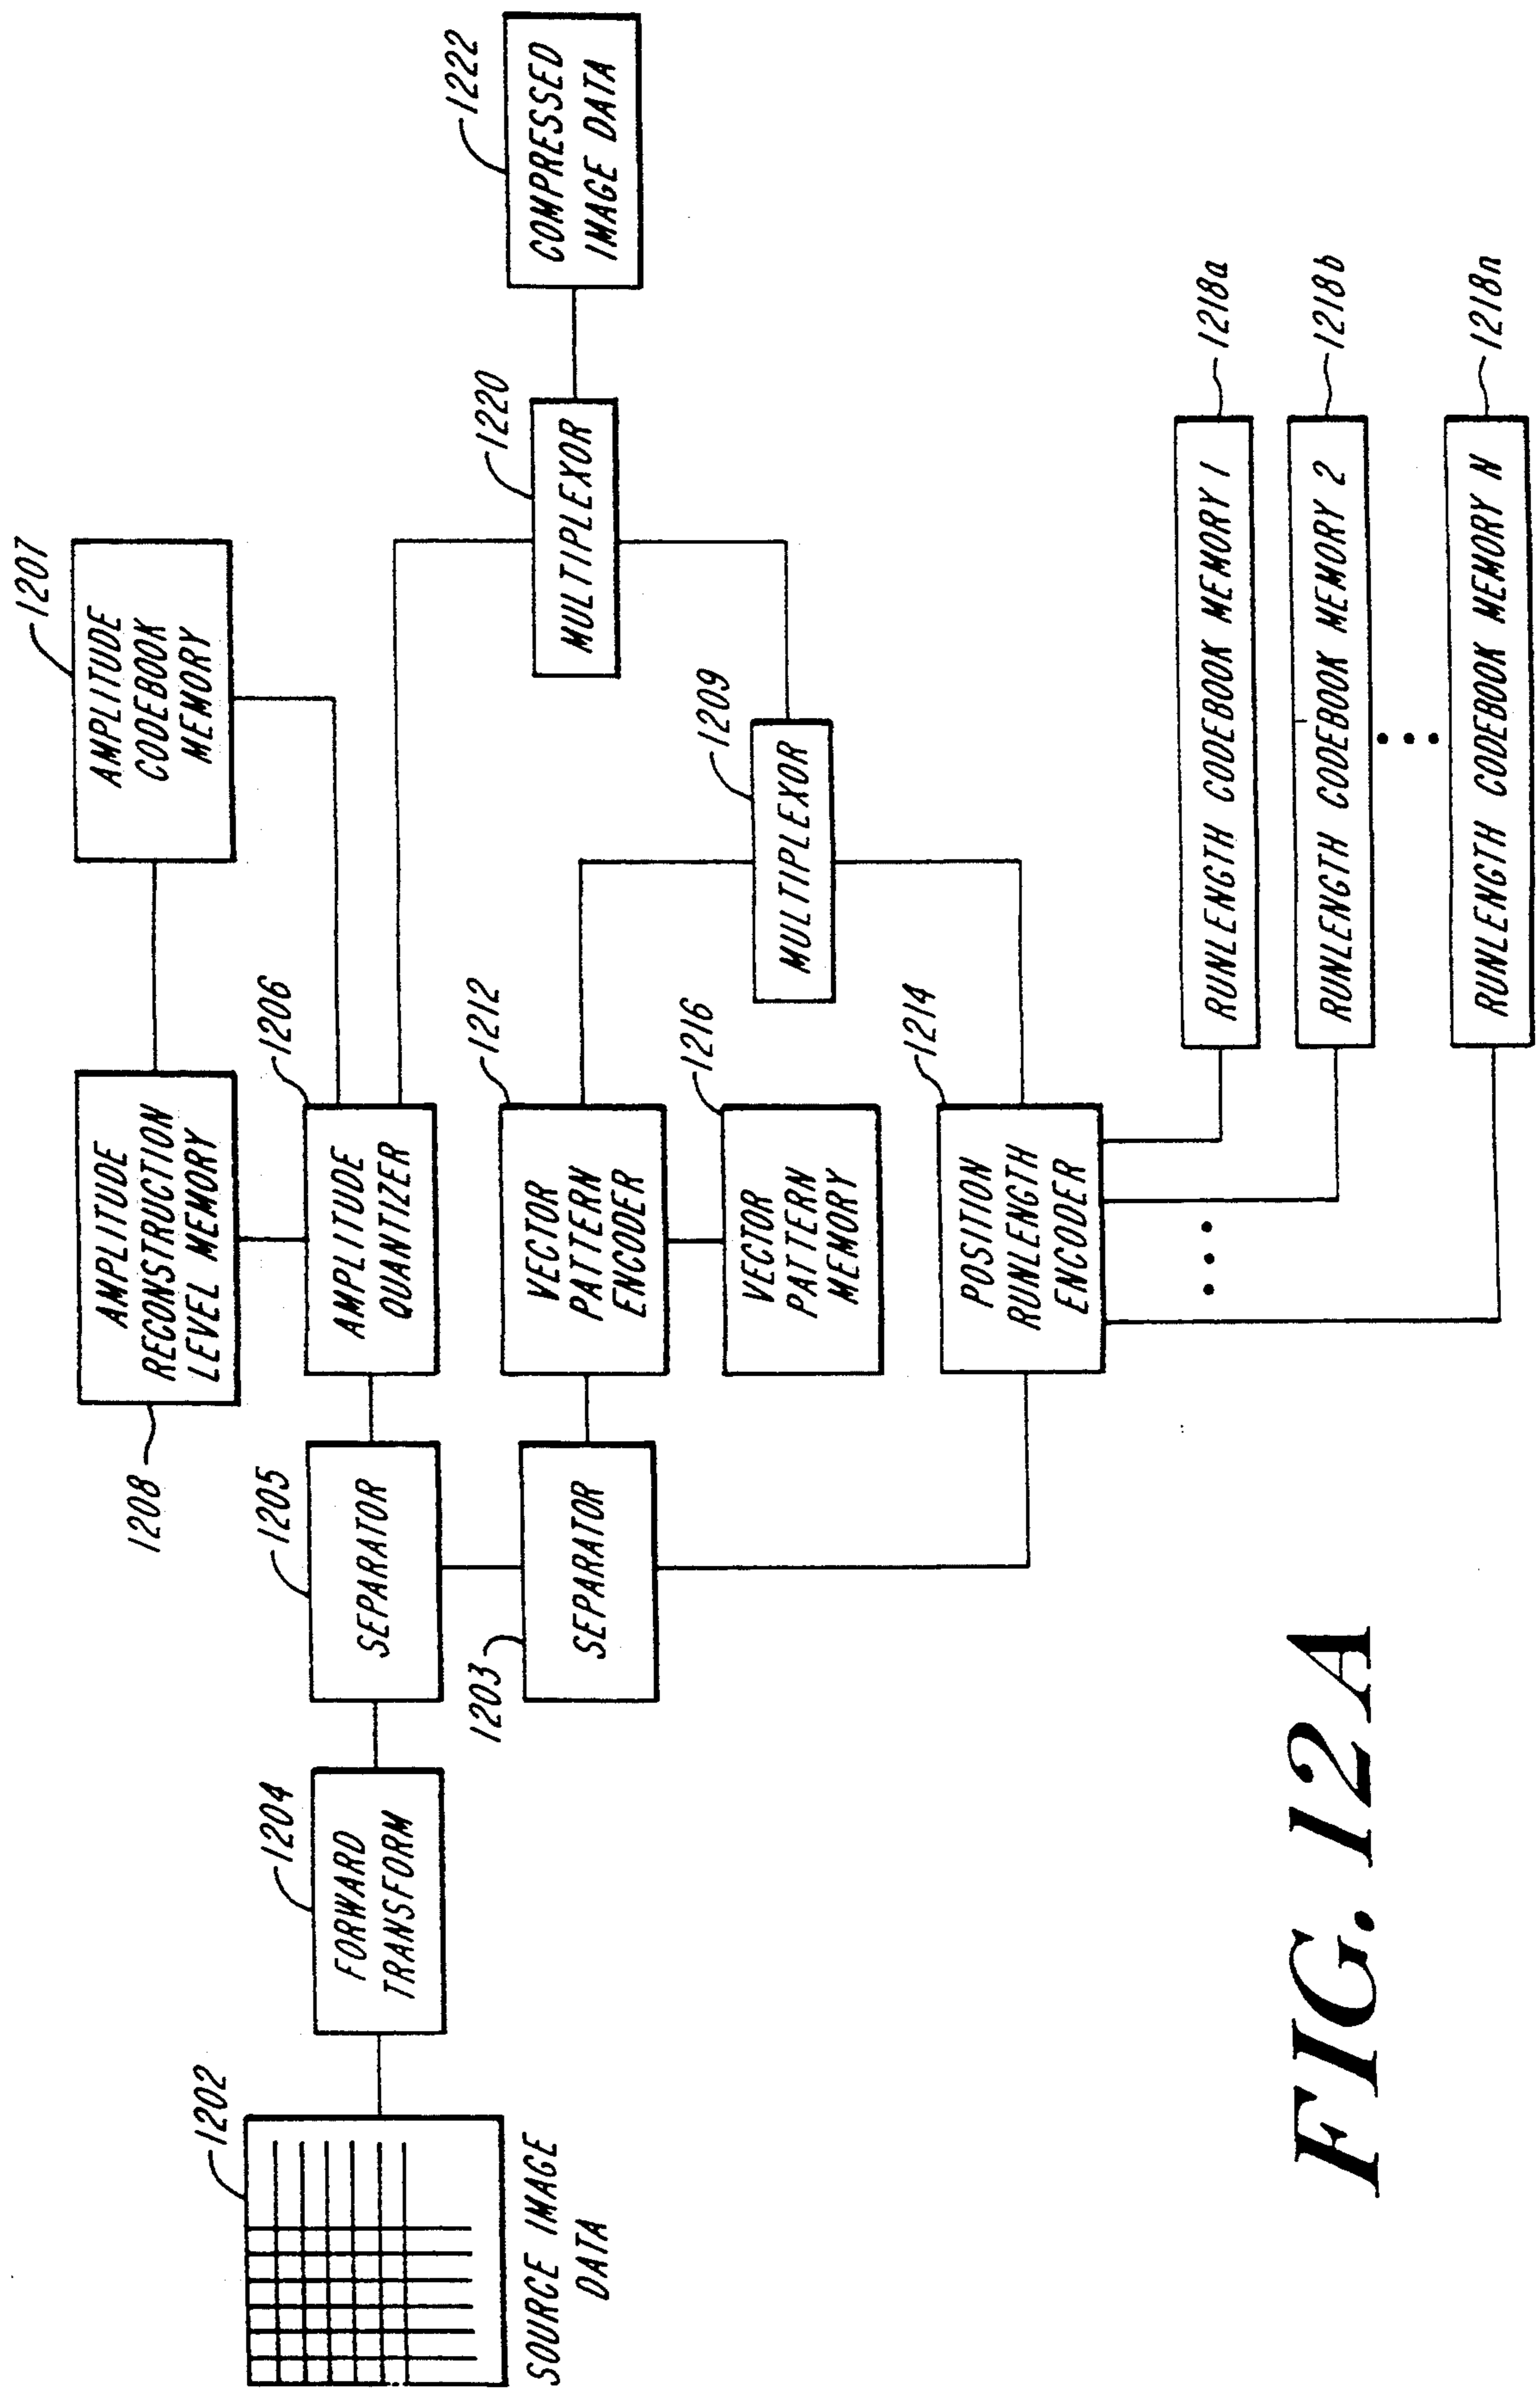 1202
SOURCE IMAGE
DATA
1204
FORWARD
TRANSFORM
1205
SEPARATOR
1203
SEPARATOR
1208
AMPLITUDE
RECONSTRUCTION
LEVEL MEMORY
1206
AMPLITUDE
QUANTIZER
1207
AMPLITUDE
CODEBOOK
MEMORY
1212
VECTOR
PATTERN
ENCODER
1216
VECTOR
PATTERN
MEMORY
1214
POSITION
RUNLENGTH
ENCODER
1209
MULTIPLEXOR
1220
MULTIPLEXOR
1222
COMPRESSED
IMAGE DATA
RUNLENGTH CODEBOOK MEMORY 1
1218a
RUNLENGTH CODEBOOK MEMORY 2
1218b
RUNLENGTH CODEBOOK MEMORY N
1218n
FIG. 12A